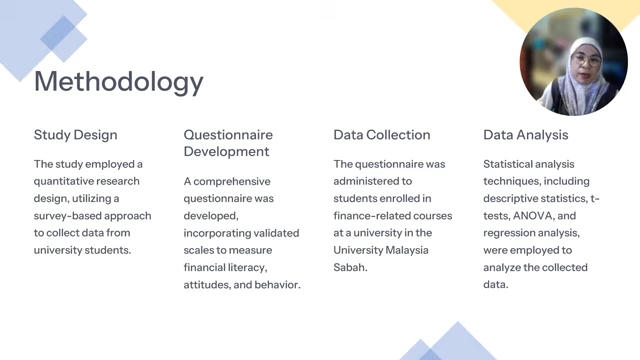 Methodology
Study Design
The study employed a
quantitative research
design, utilizing a
survey-based approach
to collect data from
university students.
Questionnaire
Development
A comprehensive
questionnaire was
developed,
incorporating validated
scales to measure
financial literacy,
attitudes, and behavior.
Data Collection
The questionnaire was
administered to
students enrolled in
finance-related courses
at a university in the
University Malaysia
Sabah.
Data Analysis
Statistical analysis
techniques, including
descriptive statistics, t-
tests, ANOVA, and
regression analysis,
were employed to
analyze the collected
data.